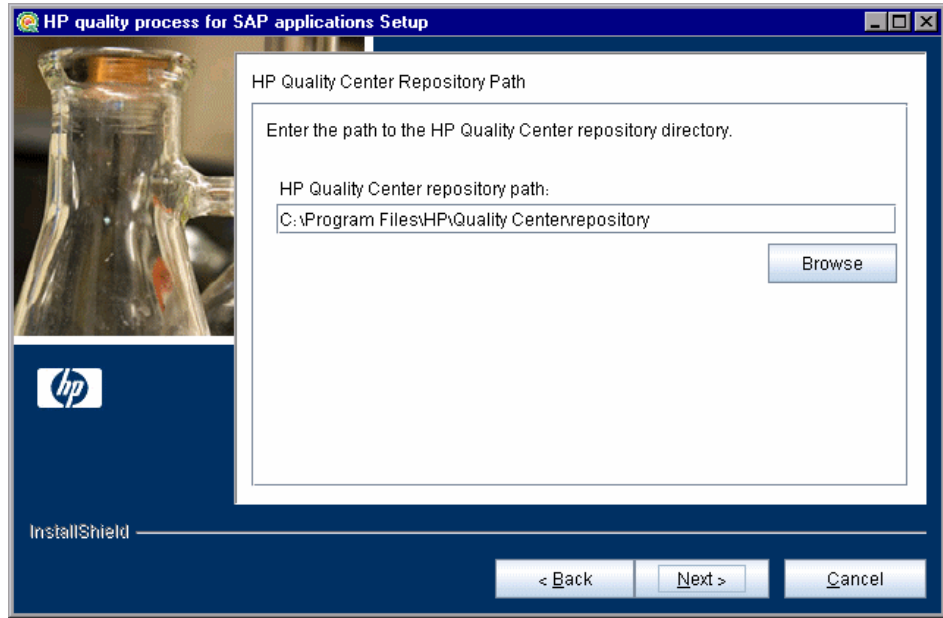 HP quality process for SAP applications Setup
HP Quality Center Repository Path
Enter the path to the HP Quality Center repository directory.
HP Quality Center repository path:
C:\Program Files\HP\Quality Center\repository
Browse
hp
InstallShield
< Back
Next >
Cancel